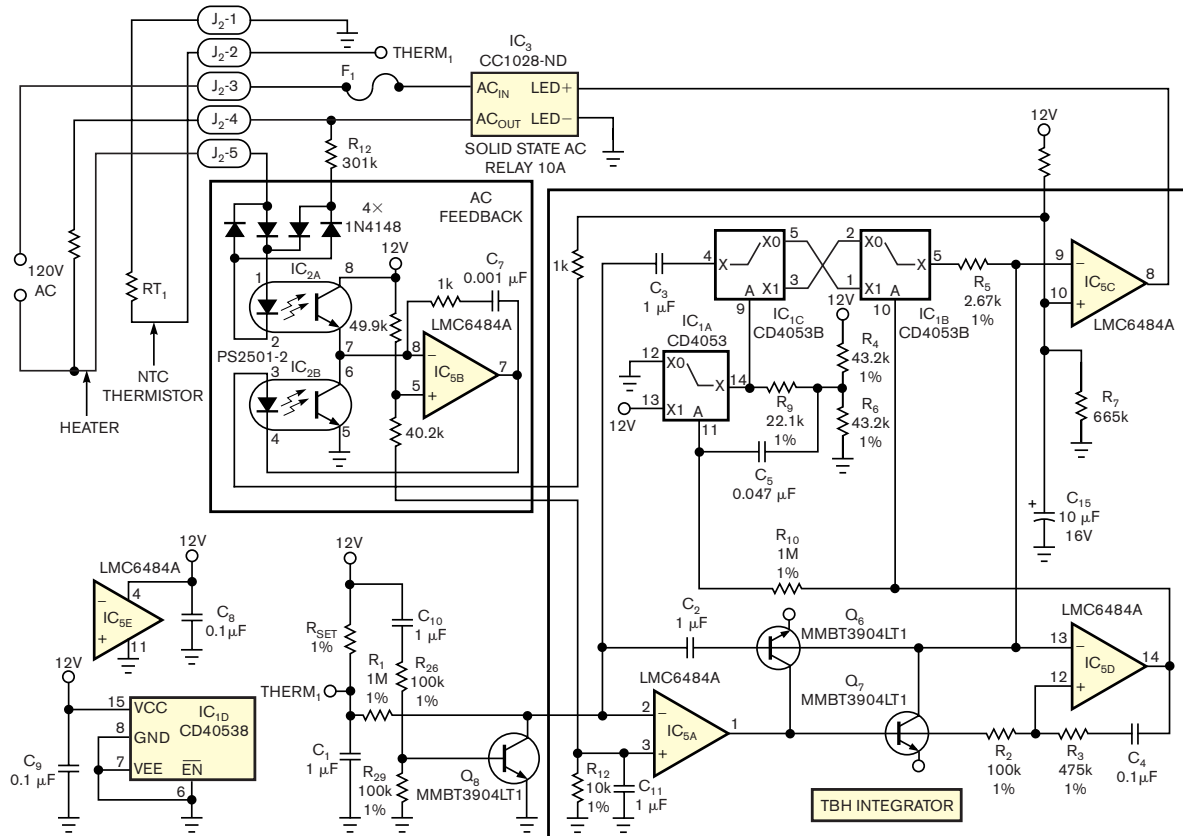 J2-1
J2-2
THERM1
J2-3
F1
J2-4
J2-5
IC3
CC1028-ND
ACIN LED+
ACOUT LED−
SOLID STATE AC
RELAY 10A
R12
301k
12V
AC
FEEDBACK
4×
1N4148
120V
AC
RT1
NTC
THERMISTOR
HEATER
1
IC2A
8
12V
1k
C7
0.001 µF
49.9k
LMC6484A
2
PS2501-2
7
8
−
IC5B
7
3
IC2B
6
5
+
4
5
40.2k
1k
C3
1 µF
4
X
X0
X1
A
9
5
3
IC1C
CD4053B
2
1
X0
X1
X
A
10
5
IC1B
CD4053B
R5
2.67k
1%
9
−
10
+
IC5C
8
LMC6484A
IC1A
CD4053
12
X0
X
14
13
X1
A
11
12V
12V
R4
43.2k
1%
R9
22.1k
1%
R6
43.2k
1%
C5
0.047 µF
R7
665k
+
C15
10 µF
16V
R10
1M
1%
12V
LMC6484A
−
4
IC5E
+
11
C8
0.1µF
12V
15
VCC
IC1D
CD40538
8
GND
7
VEE
EN
6
C9
0.1 µF
12V
RSET
1%
C10
1 µF
THERM1
R1
1M
1%
R26
100k
1%
C1
1 µF
R29
100k
1%
Q8
MMBT3904LT1
C2
1 µF
Q6
MMBT3904LT1
LMC6484A
2
−
IC5A
1
3
+
R12
10k
1%
C11
1 µF
Q7
MMBT3904LT1
LMC6484A
13
−
IC5D
14
12
+
R2
100k
1%
R3
475k
1%
C4
0.1µF
TBH INTEGRATOR